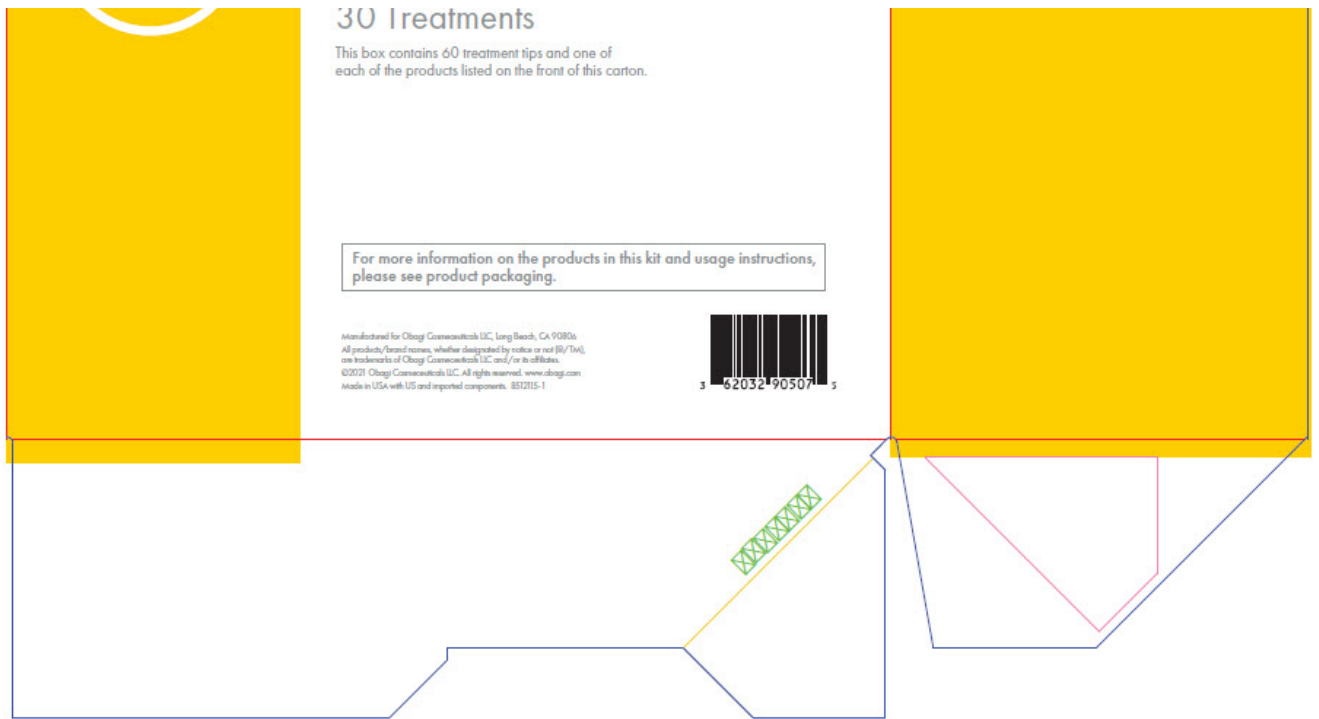 30 Treatments
This box contains 60 treatment tips and one of
each of the products listed on the front of this carton.
For more information on the products in this kit and usage instructions,
please see product packaging.
Manufactured for Obagi Cosmeceuticals LLC, Long Beach, CA 90806
All products/brand names, whether designated by notice or not (®/TM),
are trademarks of Obagi Cosmeceuticals LLC and/or its affiliates.
©2021 Obagi Cosmeceuticals LLC. All rights reserved. www.obagi.com
Made in USA with US and imported components. 8512115-1
3 62032 90507 5